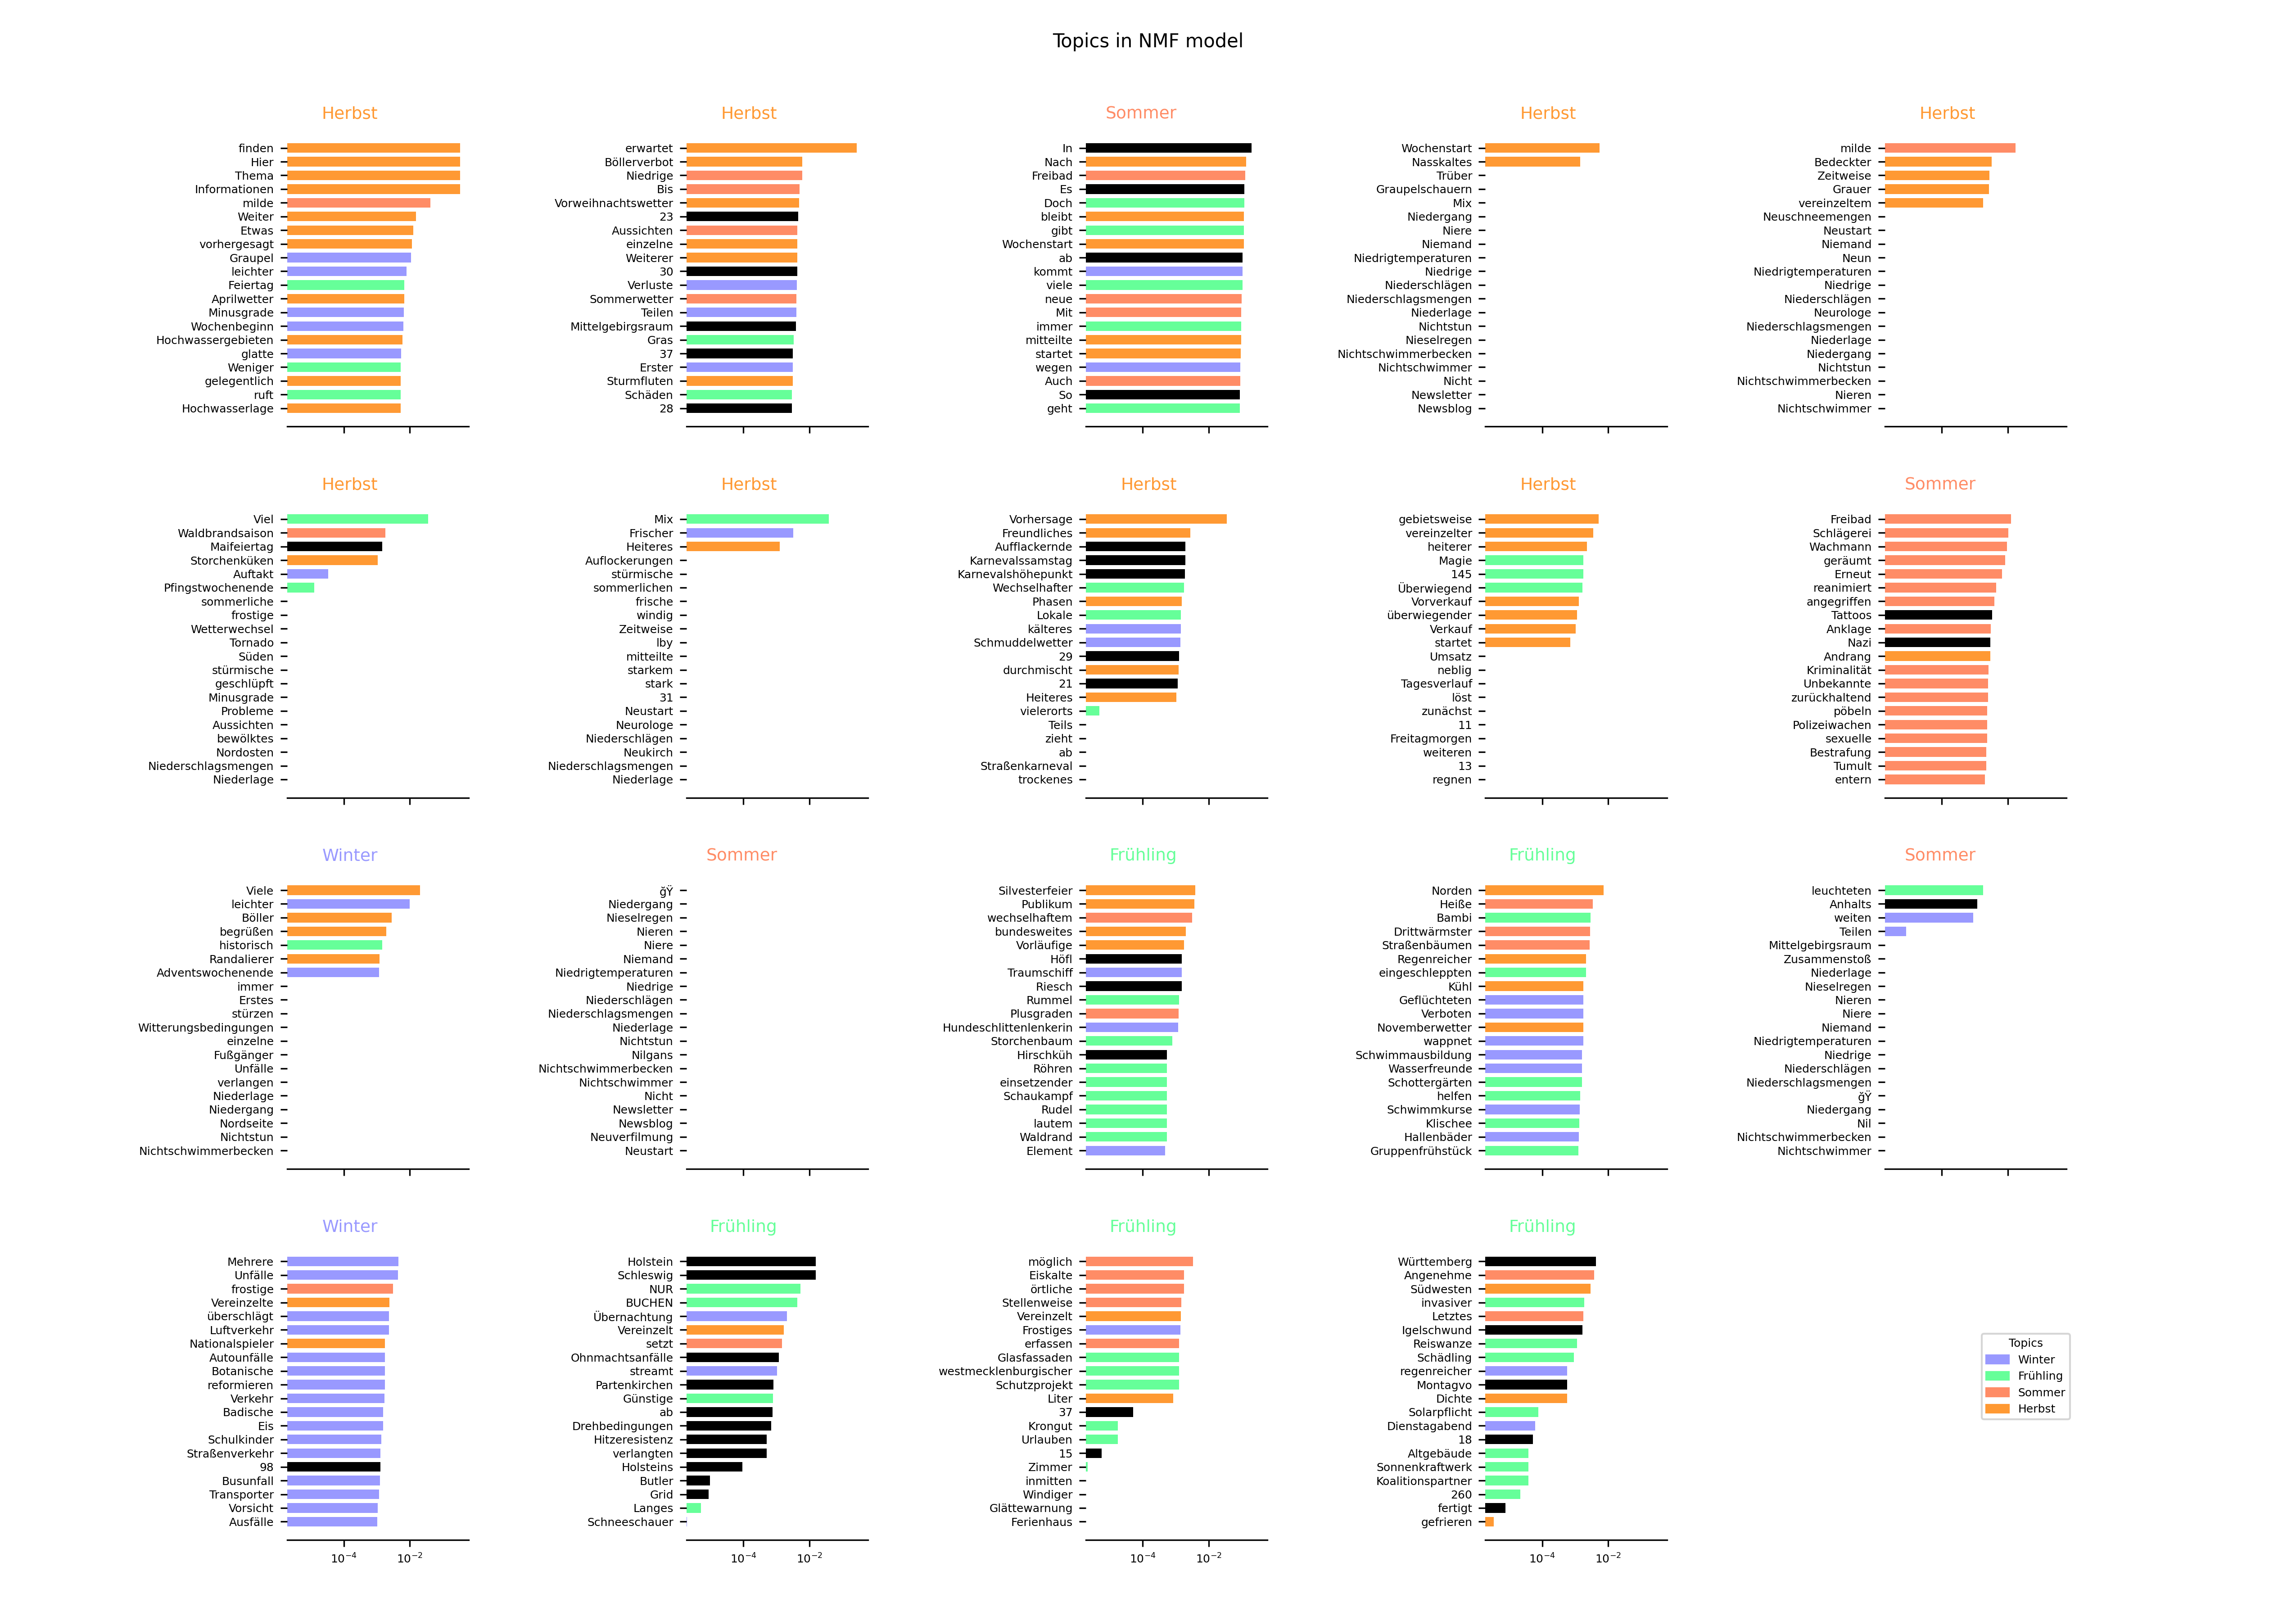 Topics in NMF model
Herbst
finden
Hier
Thema
Informationen
milde
Weiter
Etwas
vorhergesagt
Graupel
leichter
Feiertag
Aprilwetter
Minusgrade
Wochenbeginn
Hochwassergebieten
glatte
Weniger
gelegentlich
ruft
Hochwasserlage
Herbst
erwartet
Böllerverbot
Niedrige
Bis
Vorweihnachtswetter
23
Aussichten
einzelne
Weiterer
30
Verluste
Sommerwetter
Teilen
Mittelgebirgsraum
Gras
37
Erster
Sturmfluten
Schäden
28
Sommer
In
Nach
Freibad
Es
Doch
bleibt
gibt
Wochenstart
ab
kommt
viele
neue
Mit
immer
mitteilte
startet
wegen
Auch
So
geht
Herbst
Wochenstart
Nasskaltes
Trüber
Graupelschauern
Mix
Niedergang
Niere
Niemand
Niedrigtemperaturen
Niedrige
Niederschlägen
Niederschlagsmengen
Niederlage
Nichtstun
Nieselregen
Nichtschwimmerbecken
Nichtschwimmer
Nicht
Newsletter
Newsblog
Herbst
milde
Bedeckter
Zeitweise
Grauer
vereinzeltem
Neuschneemengen
Neustart
Niemand
Neun
Niedrigtemperaturen
Niedrige
Niederschlägen
Neurologe
Niederschlagsmengen
Niederlage
Niedergang
Nichtstun
Nichtschwimmerbecken
Nieren
Nichtschwimmer
Herbst
Viel
Waldbrandsaison
Maifeiertag
Storchenküken
Auftakt
Pfingstwochenende
sommerliche
frostige
Wetterwechsel
Tornado
Süden
stürmische
geschlüpft
Minusgrade
Probleme
Aussichten
bewölktes
Nordosten
Niederschlagsmengen
Niederlage
Herbst
Mix
Frischer
Heiteres
Auflockerungen
stürmische
sommerlichen
frische
windig
Zeitweise
lby
mitteilte
starkem
stark
31
Neustart
Neurologe
Niederschlägen
Neukirch
Niederschlagsmengen
Niederlage
Herbst
Vorhersage
Freundliches
Aufflackernde
Karnevalssamstag
Karnevalshöhepunkt
Wechselhafter
Phasen
Lokale
kälteres
Schmuddelwetter
29
durchmischt
21
Heiteres
vielerorts
Teils
zieht
ab
Straßenkarneval
trockenes
Herbst
gebietsweise
vereinzelter
heiterer
Magie
145
Überwiegend
Vorverkauf
überwiegender
Verkauf
startet
Umsatz
neblig
Tagesverlauf
löst
zunächst
11
Freitagmorgen
weiteren
13
regnen
Sommer
Freibad
Schlägerei
Wachmann
geräumt
Erneut
reanimiert
angegriffen
Tattoos
Anklage
Nazi
Andrang
Kriminalität
Unbekannte
zurückhaltend
pöbeln
Polizeiwachen
sexuelle
Bestrafung
Tumult
entern
Winter
Viele
leichter
Böller
begrüßen
historisch
Randalierer
Adventswochenende
immer
Erstes
stürzen
Witterungsbedingungen
einzelne
Fußgänger
Unfälle
verlangen
Niederlage
Niedergang
Nordseite
Nichtstun
Nichtschwimmerbecken
Sommer
ğŸ
Niedergang
Nieselregen
Nieren
Niere
Niemand
Niedrigtemperaturen
Niedrige
Niederschlägen
Niederschlagsmengen
Niederlage
Nichtstun
Nilgans
Nichtschwimmerbecken
Nichtschwimmer
Nicht
Newsletter
Newsblog
Neuverfilmung
Neustart
Frühling
Silvesterfeier
Publikum
wechselhaftem
bundesweites
Vorläufige
Höfl
Traumschiff
Riesch
Rummel
Plusgraden
Hundeschlittenlenkerin
Storchenbaum
Hirschküh
Röhren
einsetzender
Schaukampf
Rudel
lautem
Waldrand
Element
Frühling
Norden
Heiße
Bambi
Drittwärmster
Straßenbäumen
Regenreicher
eingeschleppten
Kühl
Geflüchteten
Verboten
Novemberwetter
wappnet
Schwimmausbildung
Wasserfreunde
Schottergärten
helfen
Schwimmkurse
Klischee
Hallenbäder
Gruppenfrühstück
Sommer
leuchteten
Anhalts
weiten
Teilen
Mittelgebirgsraum
Zusammenstoß
Niederlage
Nieselregen
Nieren
Niere
Niemand
Niedrigtemperaturen
Niedrige
Niederschlägen
Niederschlagsmengen
ğŸ
Niedergang
Nil
Nichtschwimmerbecken
Nichtschwimmer
Winter
Mehrere
Unfälle
frostige
Vereinzelte
überschlägt
Luftverkehr
Nationalspieler
Autounfälle
Botanische
reformieren
Verkehr
Badische
Eis
Schulkinder
Straßenverkehr
98
Busunfall
Transporter
Vorsicht
Ausfälle
10⁻⁴ 10⁻²
Frühling
Holstein
Schleswig
NUR
BUCHEN
Übernachtung
Vereinzelt
setzt
Ohnmachtsanfälle
streamt
Partenkirchen
Günstige
ab
Drehbedingungen
Hitzeresistenz
verlangten
Holsteins
Butler
Grid
Langes
Schneeschauer
10⁻⁴ 10⁻²
Frühling
möglich
Eiskalte
örtliche
Stellenweise
Vereinzelt
Frostiges
erfassen
Glasfassaden
westmecklenburgischer
Schutzprojekt
Liter
37
Krongut
Urlauben
15
Zimmer
inmitten
Windiger
Glättewarnung
Ferienhaus
10⁻⁴ 10⁻²
Frühling
Württemberg
Angenehme
Südwesten
invasiver
Letztes
Igelschwund
Reiswanze
Schädling
regenreicher
Montagvo
Dichte
Solarpflicht
Dienstagabend
18
Altgebäude
Sonnenkraftwerk
Koalitionspartner
260
fertigt
gefrieren
10⁻⁴ 10⁻²
Topics
Winter
Frühling
Sommer
Herbst